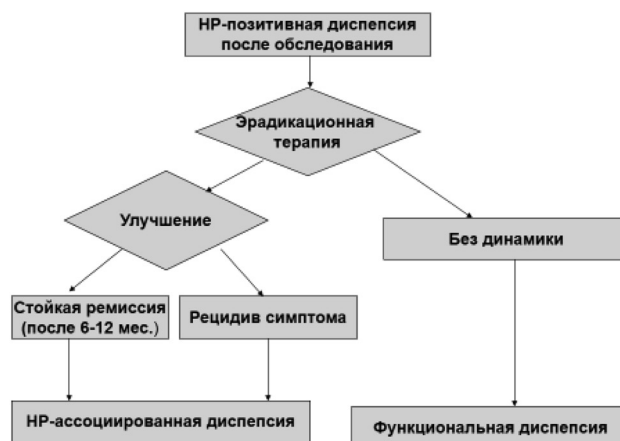 HP-позитивная диспепсия
после обследования
Эрадикационная
терапия
Улучшение
Без динамики
Стойкая ремиссия
(после 6-12 мес.)
Рецидив симптома
HP-ассоциированная диспепсия
Функциональная диспепсия